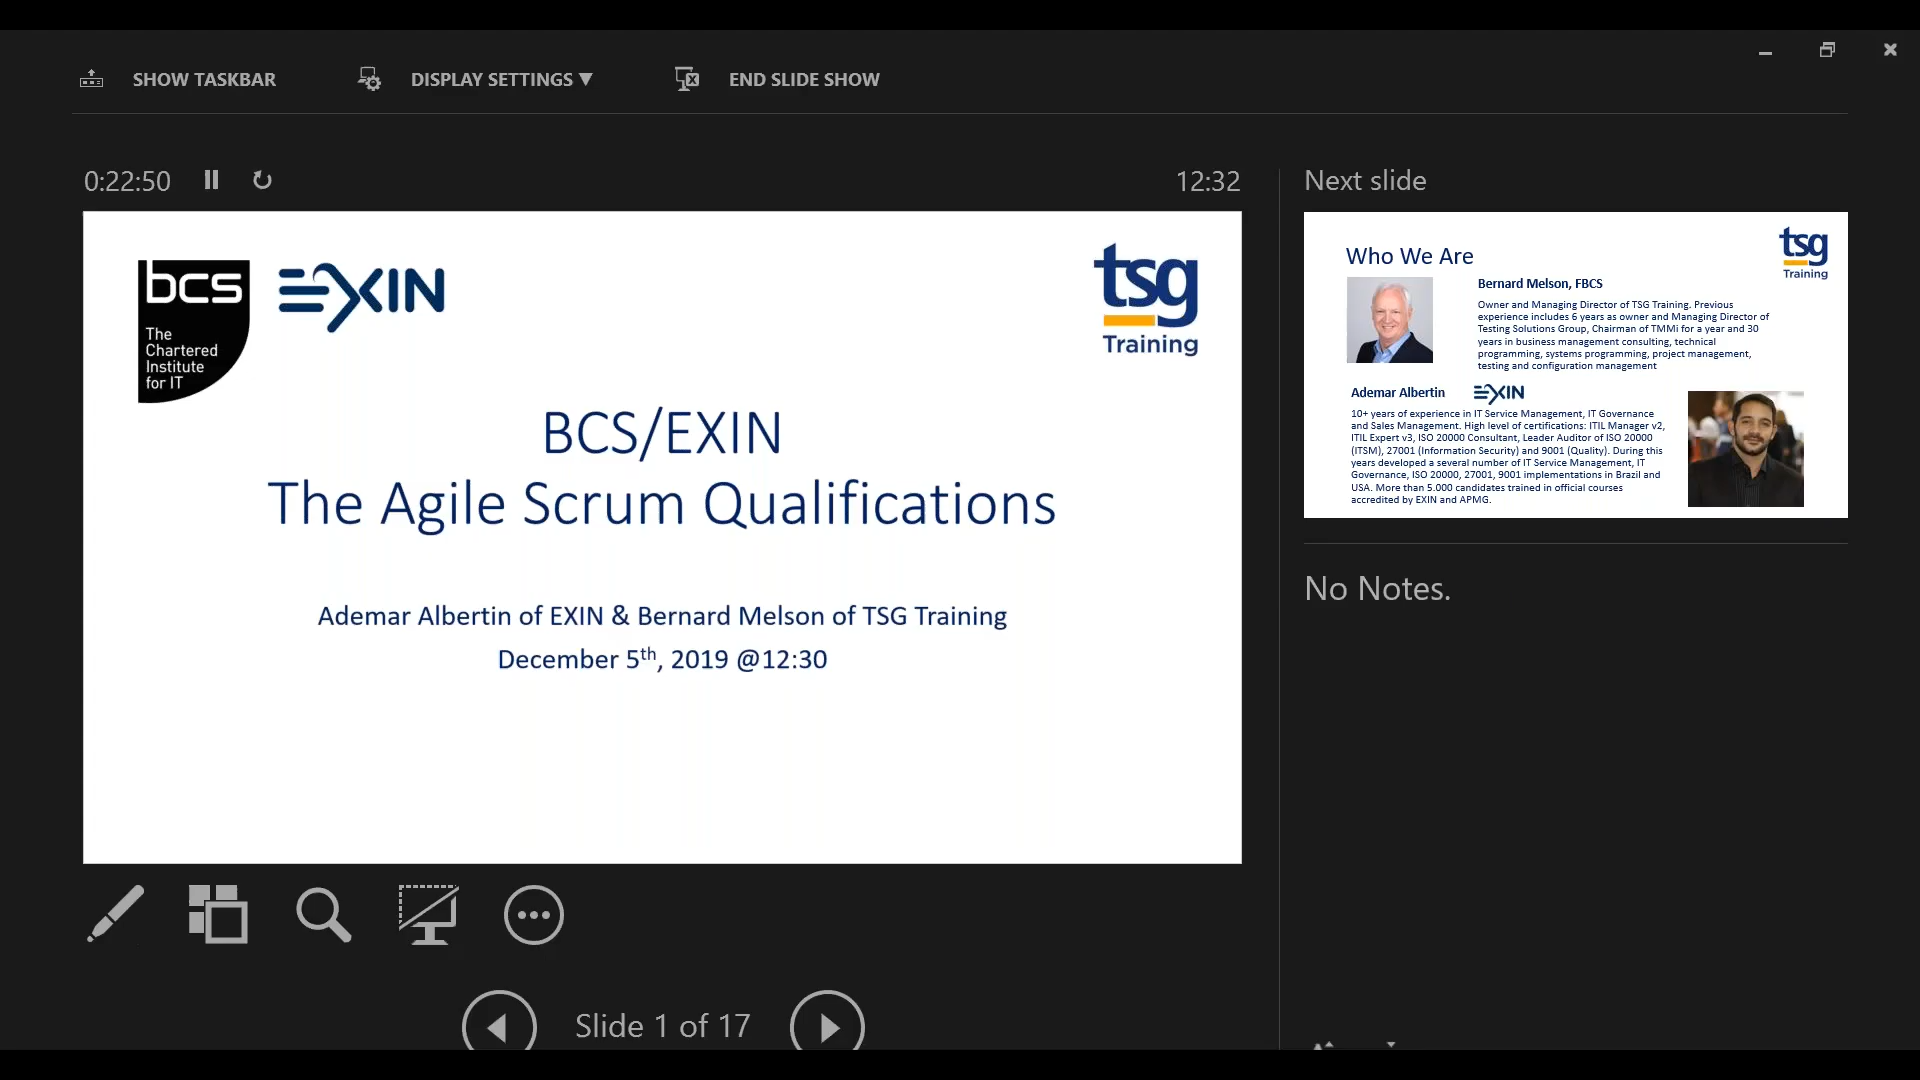 SHOW TASKBAR
DISPLAY SETTINGS ▼
END SLIDE SHOW
0:22:50
12:32
bcs
The
Chartered
Institute
for IT
EXIN
tsg
Training
BCS/EXIN
The Agile Scrum Qualifications
Ademar Albertin of EXIN & Bernard Melson of TSG Training
December 5th, 2019 @12:30
Slide 1 of 17
Next slide
Who We Are
tsg
Training
Bernard Melson, FBCS
Owner and Managing Director of TSG Training. Previous
experience includes 6 years as owner and Managing Director of
Testing Solutions Group, Chairman of TMMi for a year and 30
years in business management consulting, technical
programming, systems programming, project management,
testing and configuration management
Ademar Albertin
EXIN
10+ years of experience in IT Service Management, IT Governance
and Sales Management. High level of certifications: ITIL Manager v2,
ITIL Expert v3, ISO 20000 Consultant, Leader Auditor of ISO 20000
(ITSM), 27001 (Information Security) and 9001 (Quality). During this
years developed a several number of IT Service Management, IT
Governance, ISO 20000, 27001, 9001 implementations in Brazil and
USA. More than 5.000 candidates trained in official courses
accredited by EXIN and APMG.
No Notes.